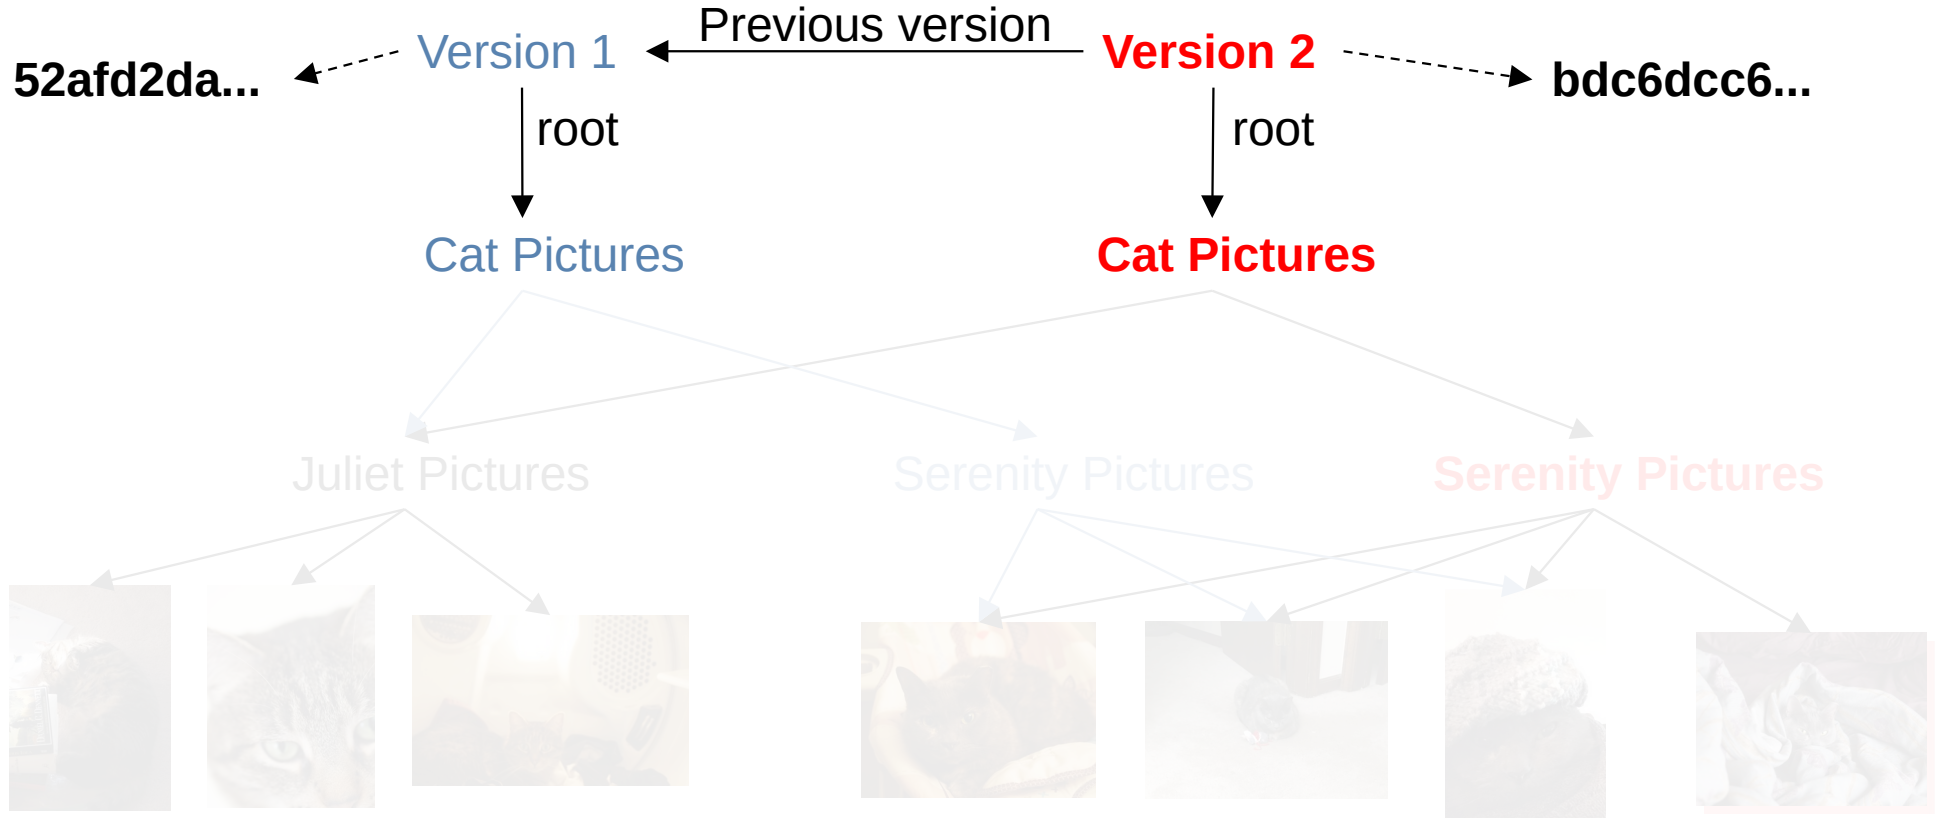 Previous version
Version 1
Version 2
52afd2da...
bdc6dcc6...
root
root
Cat Pictures
Cat Pictures
Juliet Pictures
Serenity Pictures
Serenity Pictures